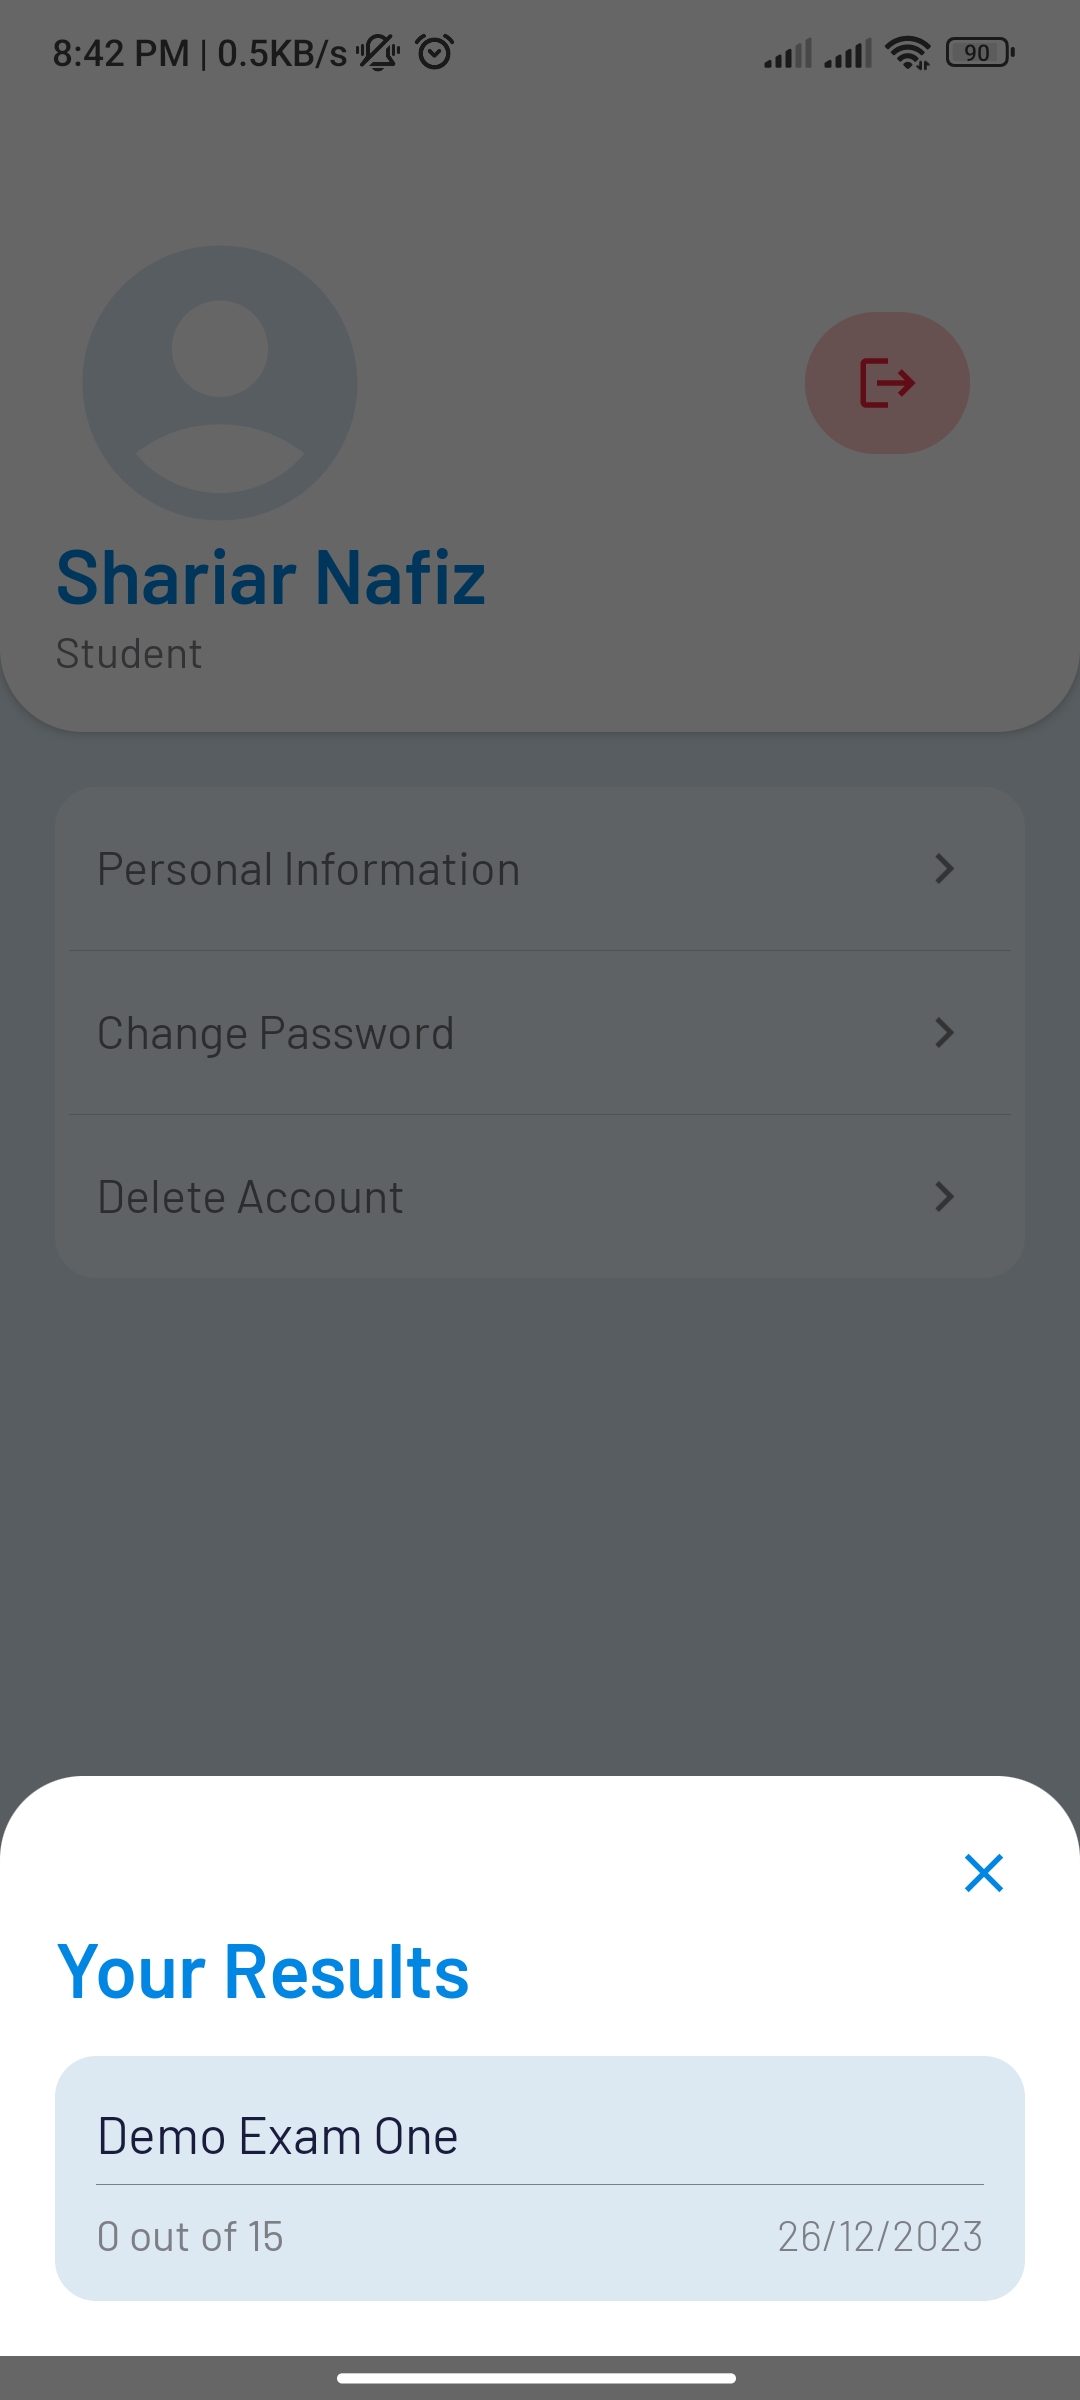 8:42 PM | 0.5KB/s
90
Shariar Nafiz
Student
Personal Information
Change Password
Delete Account
Your Results
Demo Exam One
0 out of 15
26/12/2023